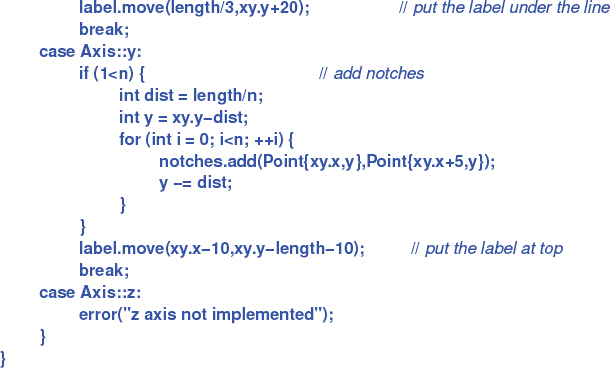 label.move(length/3,xy.y+20); // put the label under the line
break;
case Axis::y:
if (1<n) { // add notches
int dist = length/n;
int y = xy.y−dist;
for (int i = 0; i<n; ++i) {
notches.add(Point{xy.x,y},Point{xy.x+5,y});
y −= dist;
}
}
label.move(xy.x−10,xy.y−length−10); // put the label at top
break;
case Axis::z:
error("z axis not implemented");
}
}